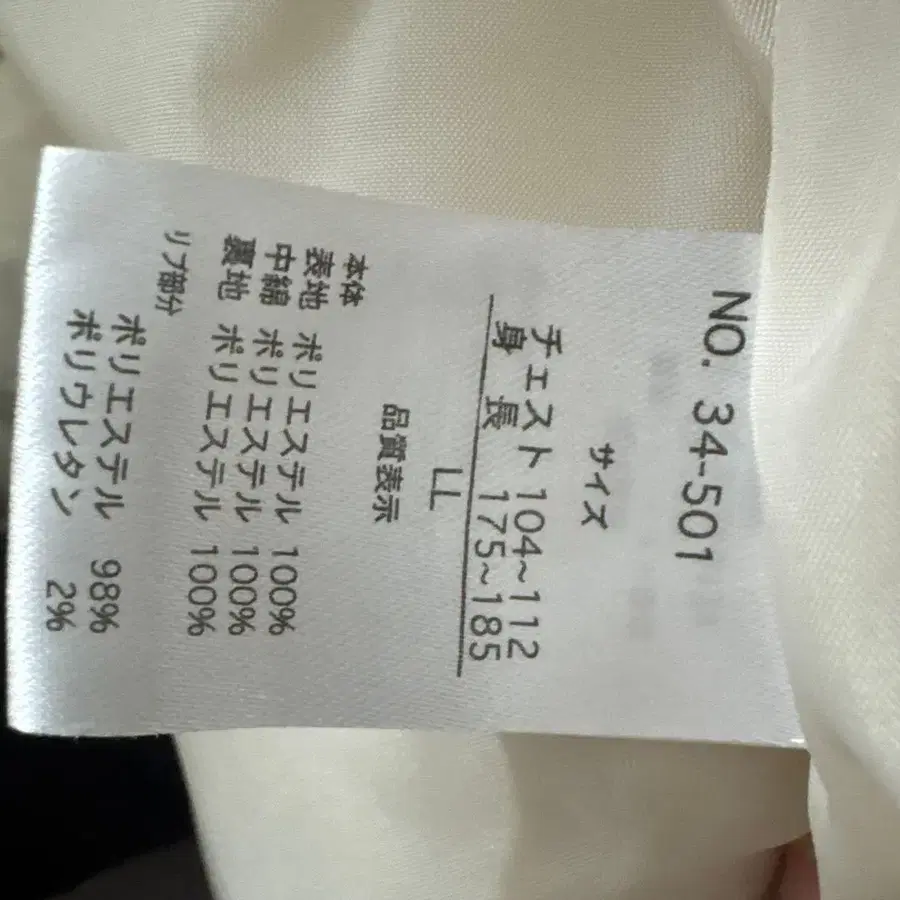 NO. 34-501
サイズ
チェスト 104~112
身 長 175~185
LL
品質表示
本体
表地 ポリエステル 100%
中綿 ポリエステル 100%
裏地 ポリエステル 100%
リブ部分
ポリエステル 98%
ポリウレタン 2%